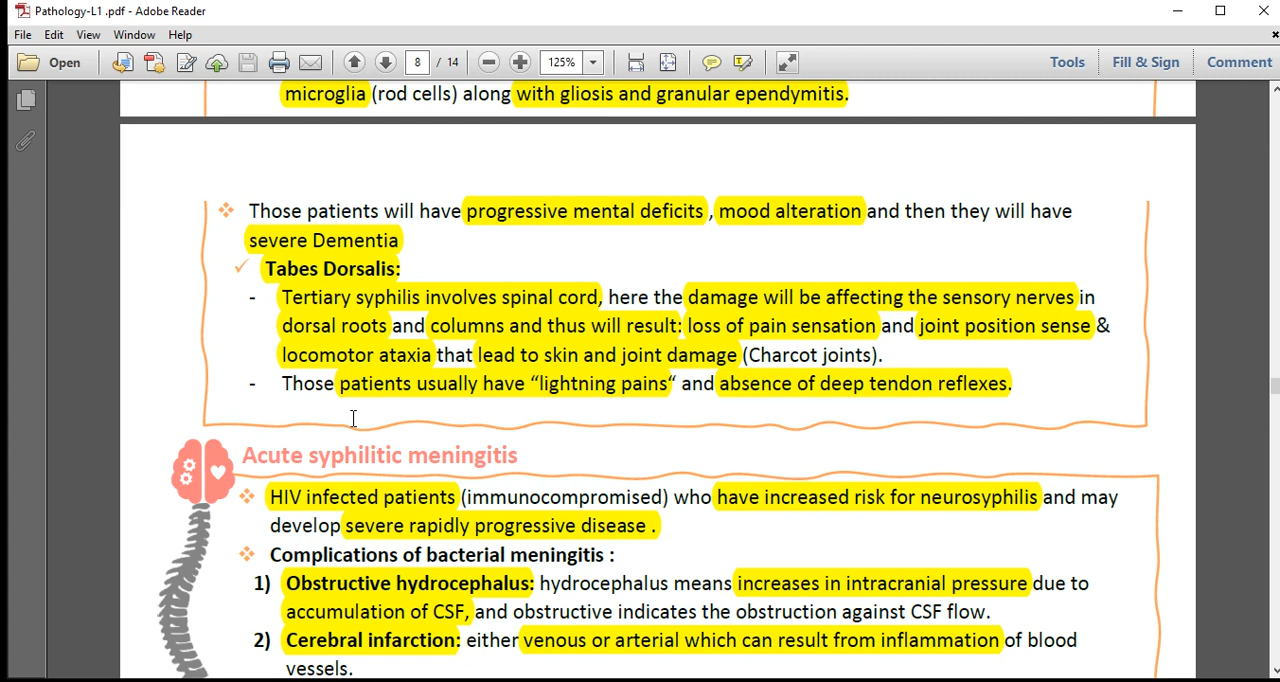 Pathology-L1 .pdf - Adobe Reader
File Edit View Window Help
Open 8 / 14 125% Tools Fill & Sign Comment
microglia (rod cells) along with gliosis and granular ependymitis.
Those patients will have progressive mental deficits , mood alteration and then they will have
severe Dementia
✓ Tabes Dorsalis:
- Tertiary syphilis involves spinal cord, here the damage will be affecting the sensory nerves in
dorsal roots and columns and thus will result: loss of pain sensation and joint position sense &
locomotor ataxia that lead to skin and joint damage (Charcot joints).
- Those patients usually have “lightning pains“ and absence of deep tendon reflexes.
Acute syphilitic meningitis
HIV infected patients (immunocompromised) who have increased risk for neurosyphilis and may
develop severe rapidly progressive disease .
Complications of bacterial meningitis :
1) Obstructive hydrocephalus: hydrocephalus means increases in intracranial pressure due to
accumulation of CSF, and obstructive indicates the obstruction against CSF flow.
2) Cerebral infarction: either venous or arterial which can result from inflammation of blood
vessels.